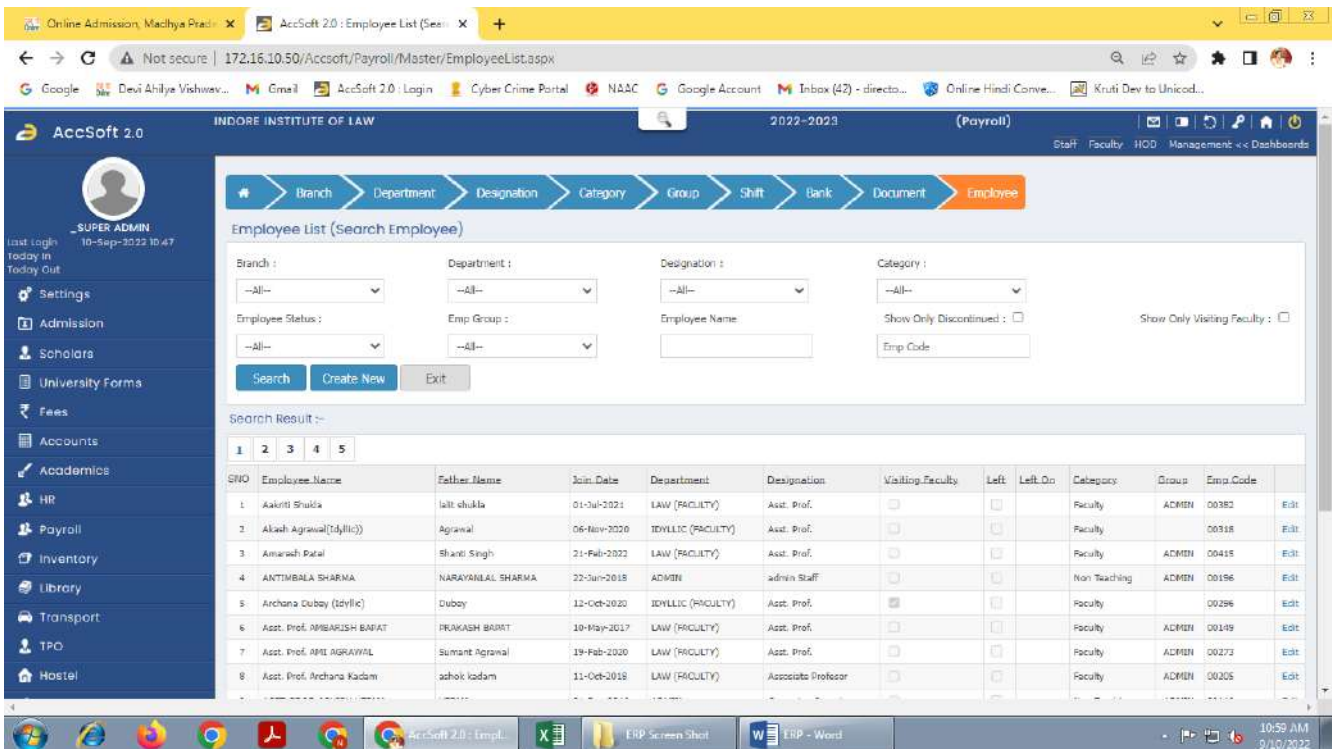 Online Admission, Madhya Prade
AccSoft 2.0 : Employee List (Sear
Not secure | 172.16.10.50/Accsoft/Payroll/Master/EmployeeList.aspx
Google Devi Ahilya Vishwav... Gmail AccSoft 2.0 : Login Cyber Crime Portal NAAC Google Account Inbox (42) - directo... Online Hindi Conve... Kruti Dev to Unicod...
AccSoft 2.0
INDORE INSTITUTE OF LAW 2022-2023 (Payroll)
Staff Faculty HOD Management << Dashboards
_SUPER ADMIN
Last Login 10-Sep-2022 10:47
Today In
Today Out
Settings
Admission
Scholars
University Forms
Fees
Accounts
Academics
HR
Payroll
Inventory
Library
Transport
TPO
Hostel
Branch Department Designation Category Group Shift Bank Document Employee
Employee List (Search Employee)
Branch : Department : Designation : Category :
--All-- --All-- --All-- --All--
Employee Status : Emp Group : Employee Name Show Only Discontinued : Show Only Visiting Faculty :
--All-- --All-- Emp Code
Search Create New Exit
Search Result :-
1 2 3 4 5
SNO Employee Name Father Name Join Date Department Designation Visiting Faculty Left Left On Category Group Emp.Code
1 Aakriti Shukla lalit shukla 01-Jul-2021 LAW (FACULTY) Asst. Prof. Faculty ADMIN 00382 Edit
2 Akash Agrawal(Idyllic)) Agrawal 06-Nov-2020 IDYLLIC (FACULTY) Asst. Prof. Faculty 00318 Edit
3 Amaresh Patel Shanti Singh 21-Feb-2022 LAW (FACULTY) Asst. Prof. Faculty ADMIN 00415 Edit
4 ANTIMBALA SHARMA NARAYANLAL SHARMA 22-Jun-2018 ADMIN admin Staff Non Teaching ADMIN 00196 Edit
5 Archana Dubey (Idyllic) Dubey 12-Oct-2020 IDYLLIC (FACULTY) Asst. Prof. Faculty 00296 Edit
6 Asst. Prof. AMBARISH BAPAT PRAKASH BAPAT 10-May-2017 LAW (FACULTY) Asst. Prof. Faculty ADMIN 00149 Edit
7 Asst. Prof. AMI AGRAWAL Sumant Agrawal 19-Feb-2020 LAW (FACULTY) Asst. Prof. Faculty ADMIN 00273 Edit
8 Asst. Prof. Archana Kadam ashok kadam 11-Oct-2018 LAW (FACULTY) Associate Profesor Faculty ADMIN 00205 Edit
AccSoft 2.0 : Empl... ERP Screen Shot ERP - Word
10:59 AM
9/10/2022